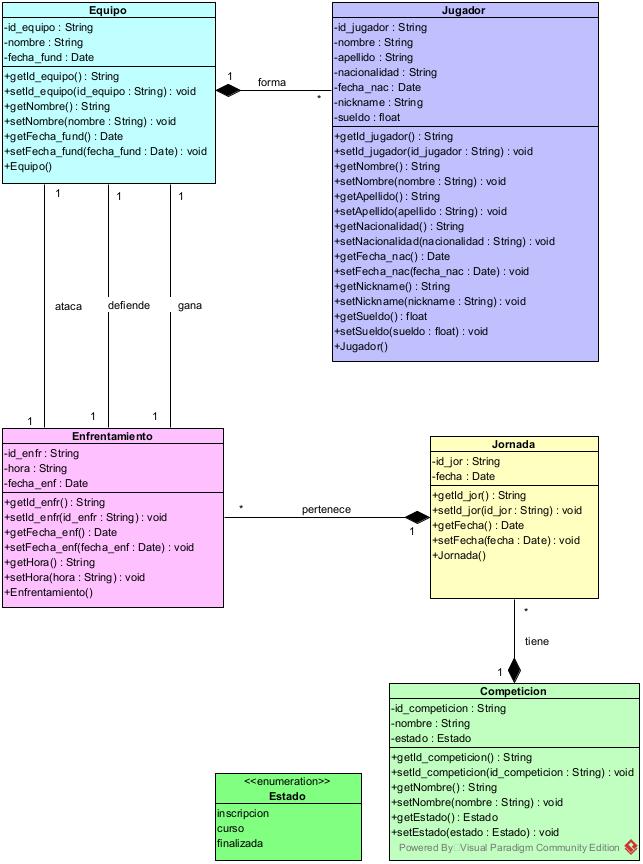 Equipo
-id_equipo : String
-nombre : String
-fecha_fund : Date
+getId_equipo() : String
+setId_equipo(id_equipo : String) : void
+getNombre() : String
+setNombre(nombre : String) : void
+getFecha_fund() : Date
+setFecha_fund(fecha_fund : Date) : void
+Equipo()
1
forma
*
Jugador
-id_jugador : String
-nombre : String
-apellido : String
-nacionalidad : String
-fecha_nac : Date
-nickname : String
-sueldo : float
+getId_jugador() : String
+setId_jugador(id_jugador : String) : void
+getNombre() : String
+setNombre(nombre : String) : void
+getApellido() : String
+setApellido(apellido : String) : void
+getNacionalidad() : String
+setNacionalidad(nacionalidad : String) : void
+getFecha_nac() : Date
+setFecha_nac(fecha_nac : Date) : void
+getNickname() : String
+setNickname(nickname : String) : void
+getSueldo() : float
+setSueldo(sueldo : float) : void
+Jugador()
1
1
1
ataca
defiende
gana
1
1
1
Enfrentamiento
-id_enfr : String
-hora : String
-fecha_enf : Date
+getId_enfr() : String
+setId_enfr(id_enfr : String) : void
+getFecha_enf() : Date
+setFecha_enf(fecha_enf : Date) : void
+getHora() : String
+setHora(hora : String) : void
+Enfrentamiento()
*
pertenece
1
Jornada
-id_jor : String
-fecha : Date
+getId_jor() : String
+setId_jor(id_jor : String) : void
+getFecha() : Date
+setFecha(fecha : Date) : void
+Jornada()
*
tiene
1
Competicion
-id_competicion : String
-nombre : String
-estado : Estado
+getId_competicion() : String
+setId_competicion(id_competicion : String) : void
+getNombre() : String
+setNombre(nombre : String) : void
+getEstado() : Estado
+setEstado(estado : Estado) : void
Powered By Visual Paradigm Community Edition
<<enumeration>>
Estado
inscripcion
curso
finalizada